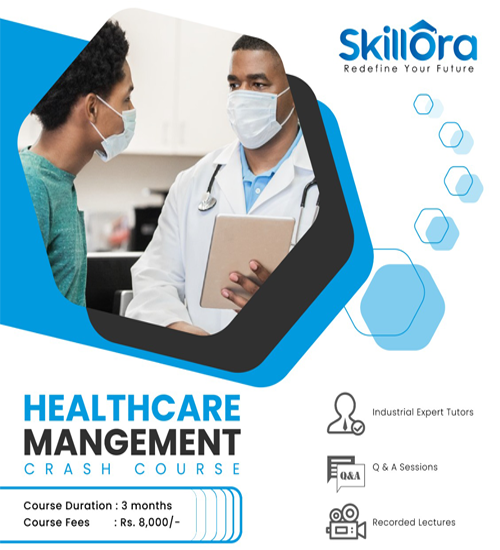 Skillora
Redefine Your Future
HEALTHCARE
MANGEMENT
CRASH COURSE
Course Duration : 3 months
Course Fees : Rs. 8,000/-
Industrial Expert Tutors
Q&A
Q & A Sessions
Recorded Lectures